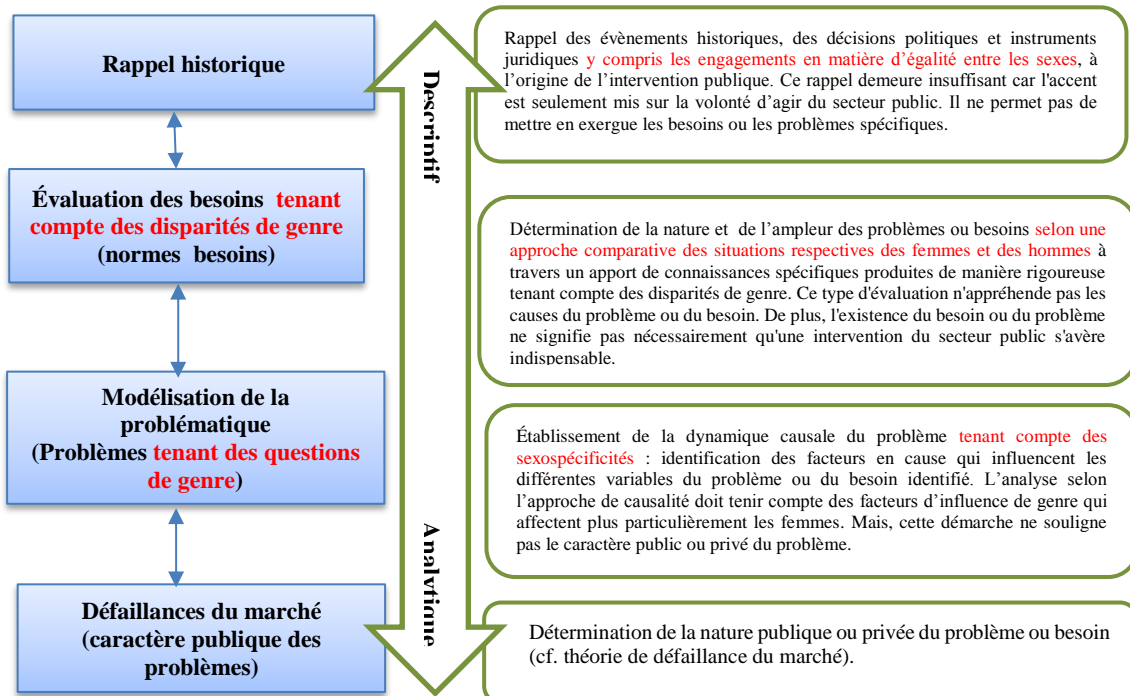 Rappel historique
Rappel des évènements historiques, des décisions politiques et instruments
juridiques y compris les engagements en matière d'égalité entre les sexes, à
l'origine de l'intervention publique. Ce rappel demeure insuffisant car l'accent
est seulement mis sur la volonté d'agir du secteur public. Il ne permet pas de
mettre en exergue les besoins ou les problèmes spécifiques.
Descriptif
Évaluation des besoins tenant
compte des disparités de genre
(normes besoins)
Détermination de la nature et de l'ampleur des problèmes ou besoins selon une
approche comparative des situations respectives des femmes et des hommes à
travers un apport de connaissances spécifiques produites de manière rigoureuse
tenant compte des disparités de genre. Ce type d'évaluation n'appréhende pas les
causes du problème ou du besoin. De plus, l'existence du besoin ou du problème
ne signifie pas nécessairement qu'une intervention du secteur public s'avère
indispensable.
Modélisation de la
problématique
(Problèmes tenant des questions
de genre)
Établissement de la dynamique causale du problème tenant compte des
sexospécificités : identification des facteurs en cause qui influencent les
différentes variables du problème ou du besoin identifié. L'analyse selon
l'approche de causalité doit tenir compte des facteurs d'influence de genre qui
affectent plus particulièrement les femmes. Mais, cette démarche ne souligne
pas le caractère public ou privé du problème.
Analytique
Défaillances du marché
(caractère publique des
problèmes)
Détermination de la nature publique ou privée du problème ou besoin
(cf. théorie de défaillance du marché).